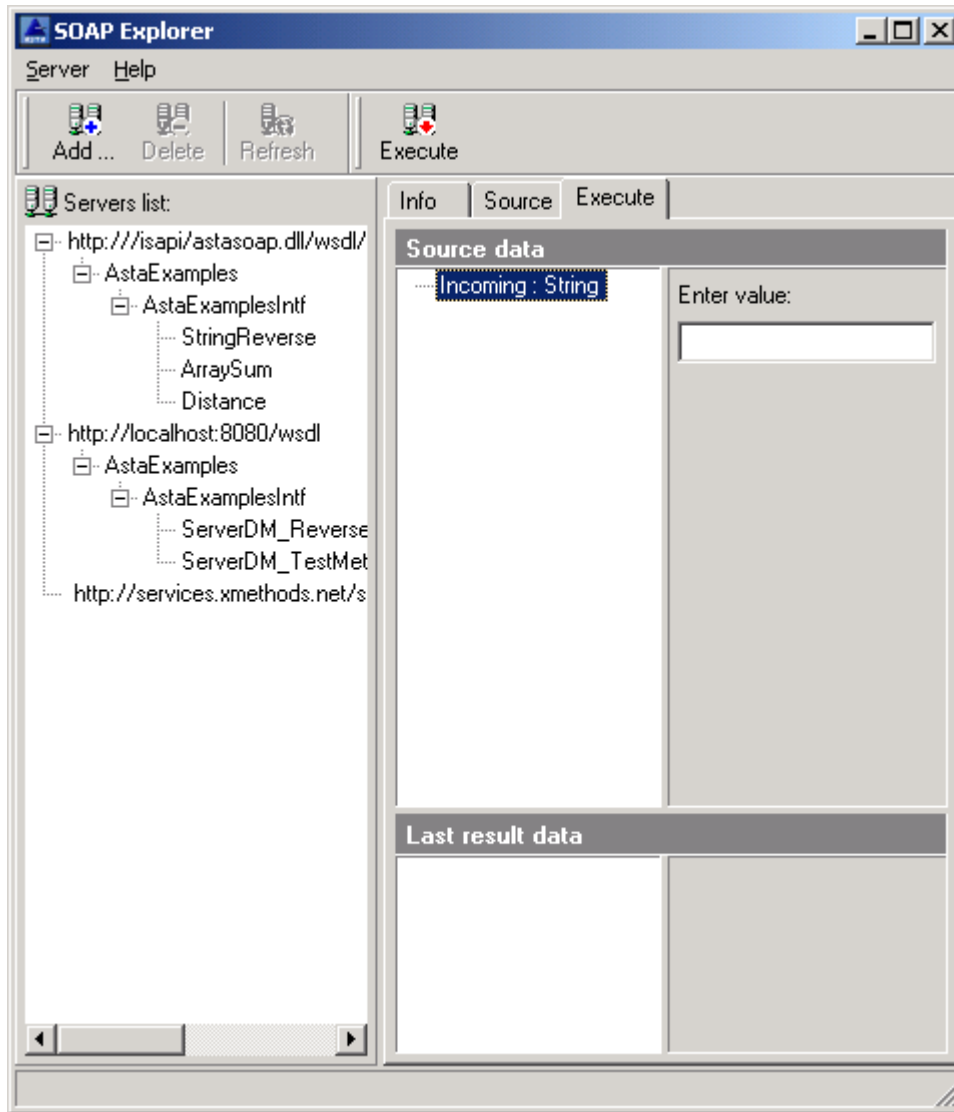 SOAP Explorer
Server Help
Add ... Delete Refresh Execute
Servers list:
http:///isapi/astasoap.dll/wsdl/
AstaExamples
AstaExamplesIntf
StringReverse
ArraySum
Distance
http://localhost:8080/wsdl
AstaExamples
AstaExamplesIntf
ServerDM_Reverse
ServerDM_TestMet
http://services.xmethods.net/s
Info Source Execute
Source data
Incoming : String
Enter value:
Last result data